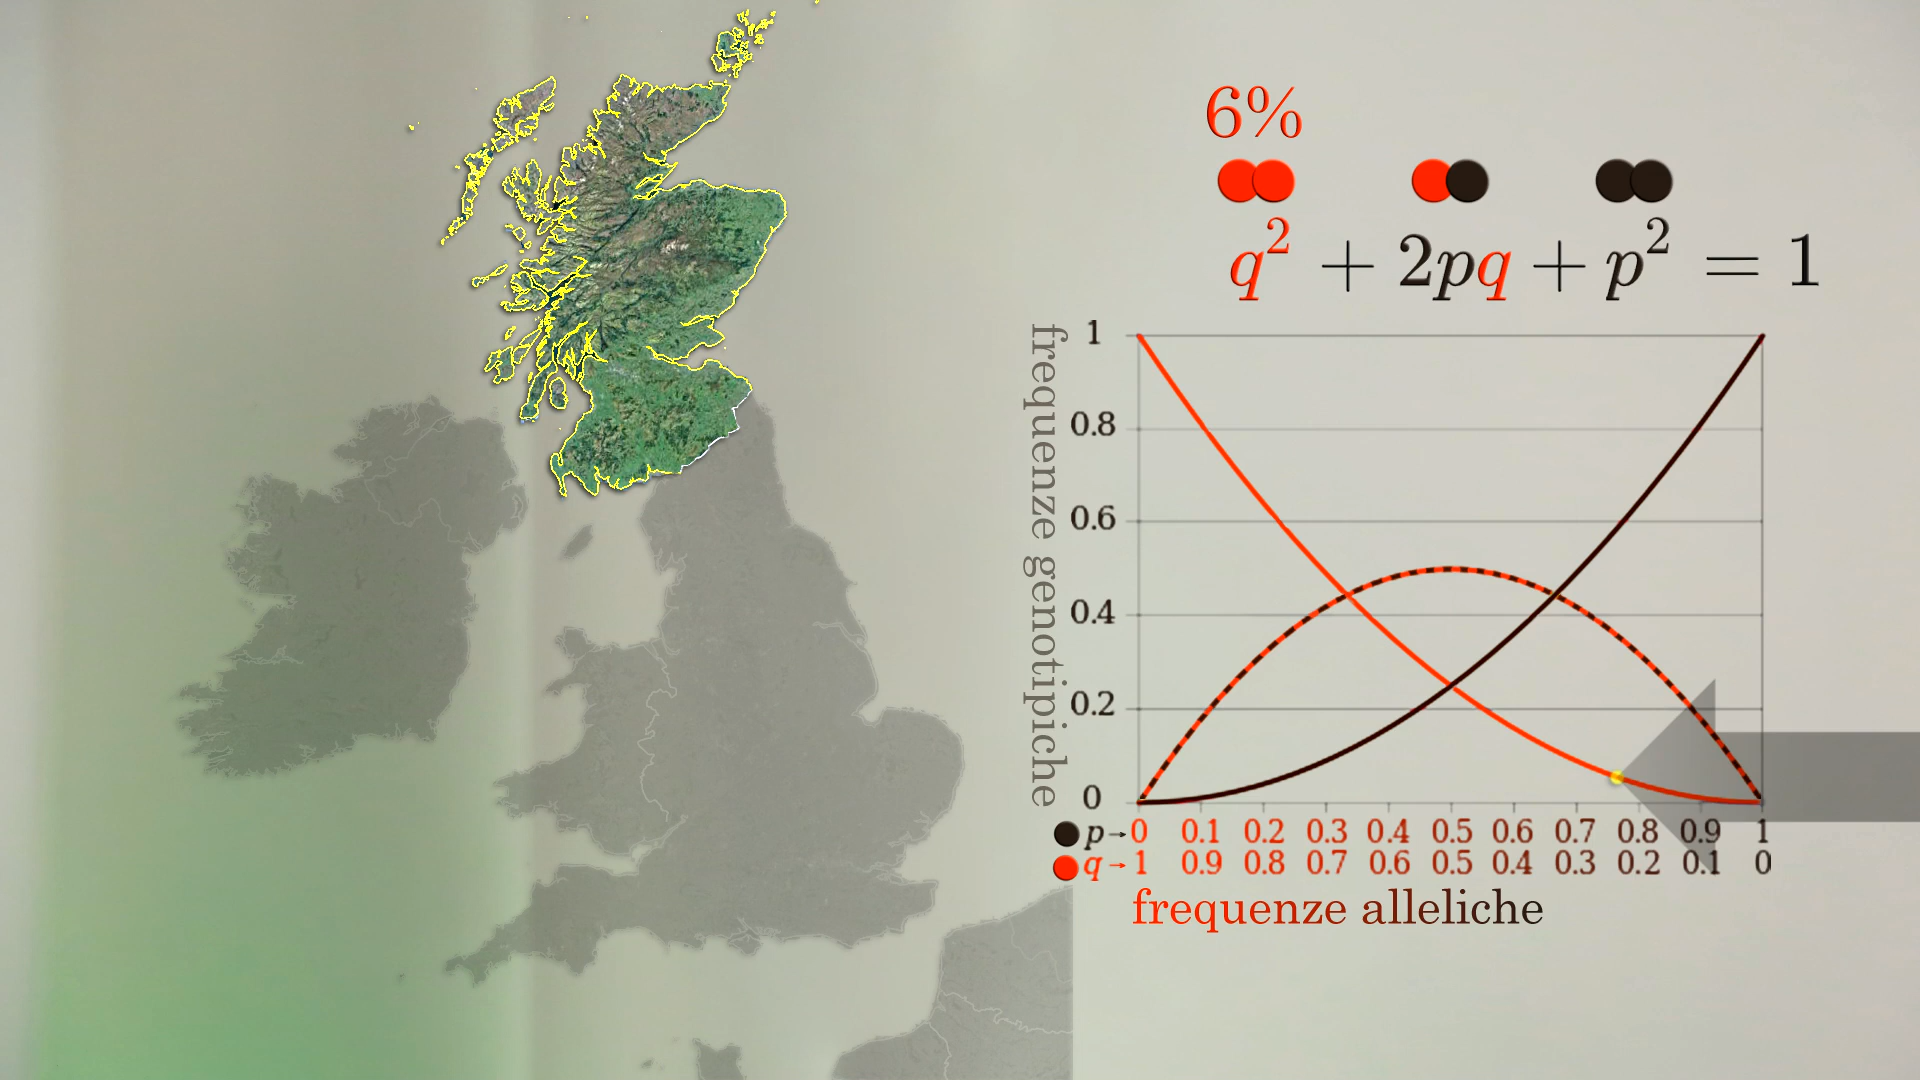 6%
q² + 2pq + p² = 1
frequenze genotipiche
1
0.8
0.6
0.4
0.2
0
p→ 0 0.1 0.2 0.3 0.4 0.5 0.6 0.7 0.8 0.9 1
q→ 1 0.9 0.8 0.7 0.6 0.5 0.4 0.3 0.2 0.1 0
frequenze alleliche